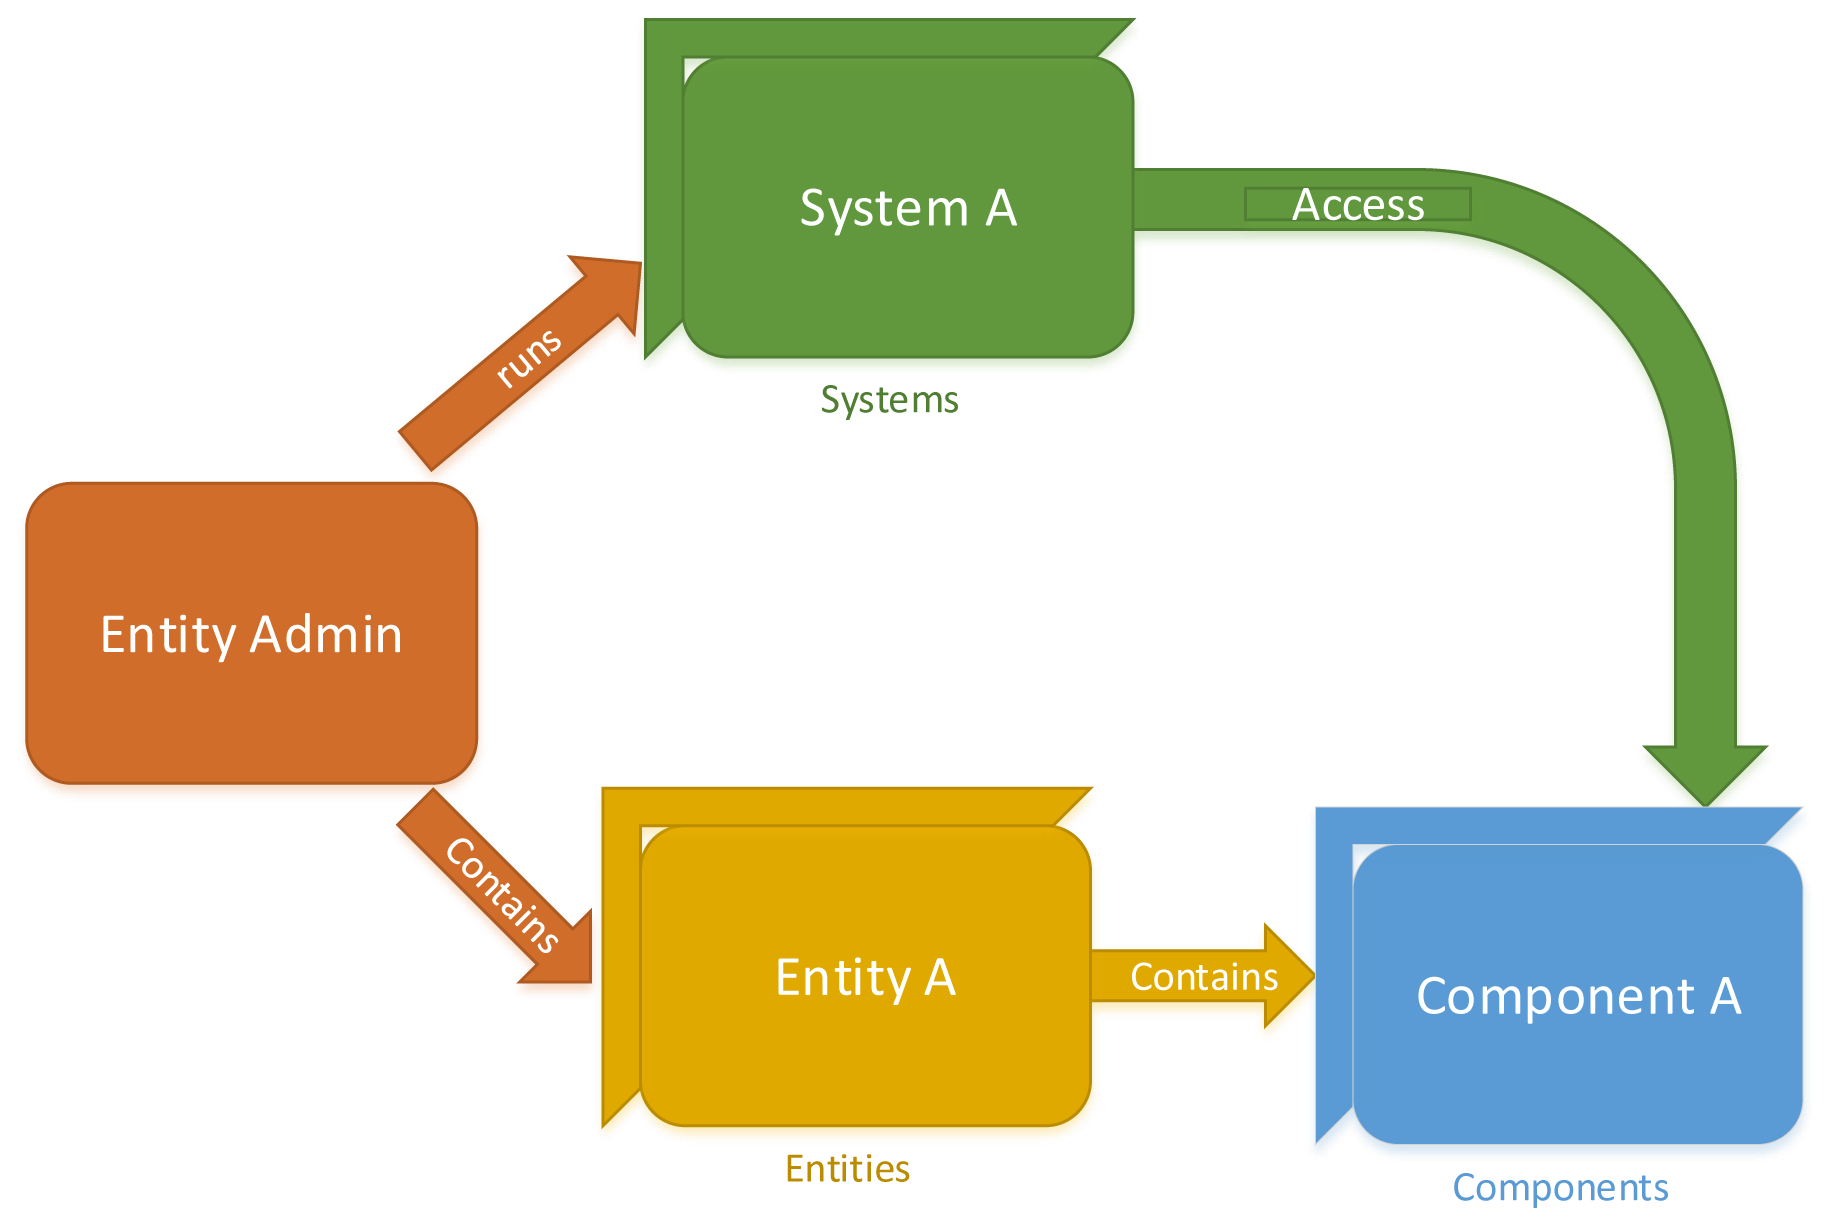 System A
Access
runs
Systems
Entity Admin
Contains
Entity A
Contains
Component A
Entities
Components